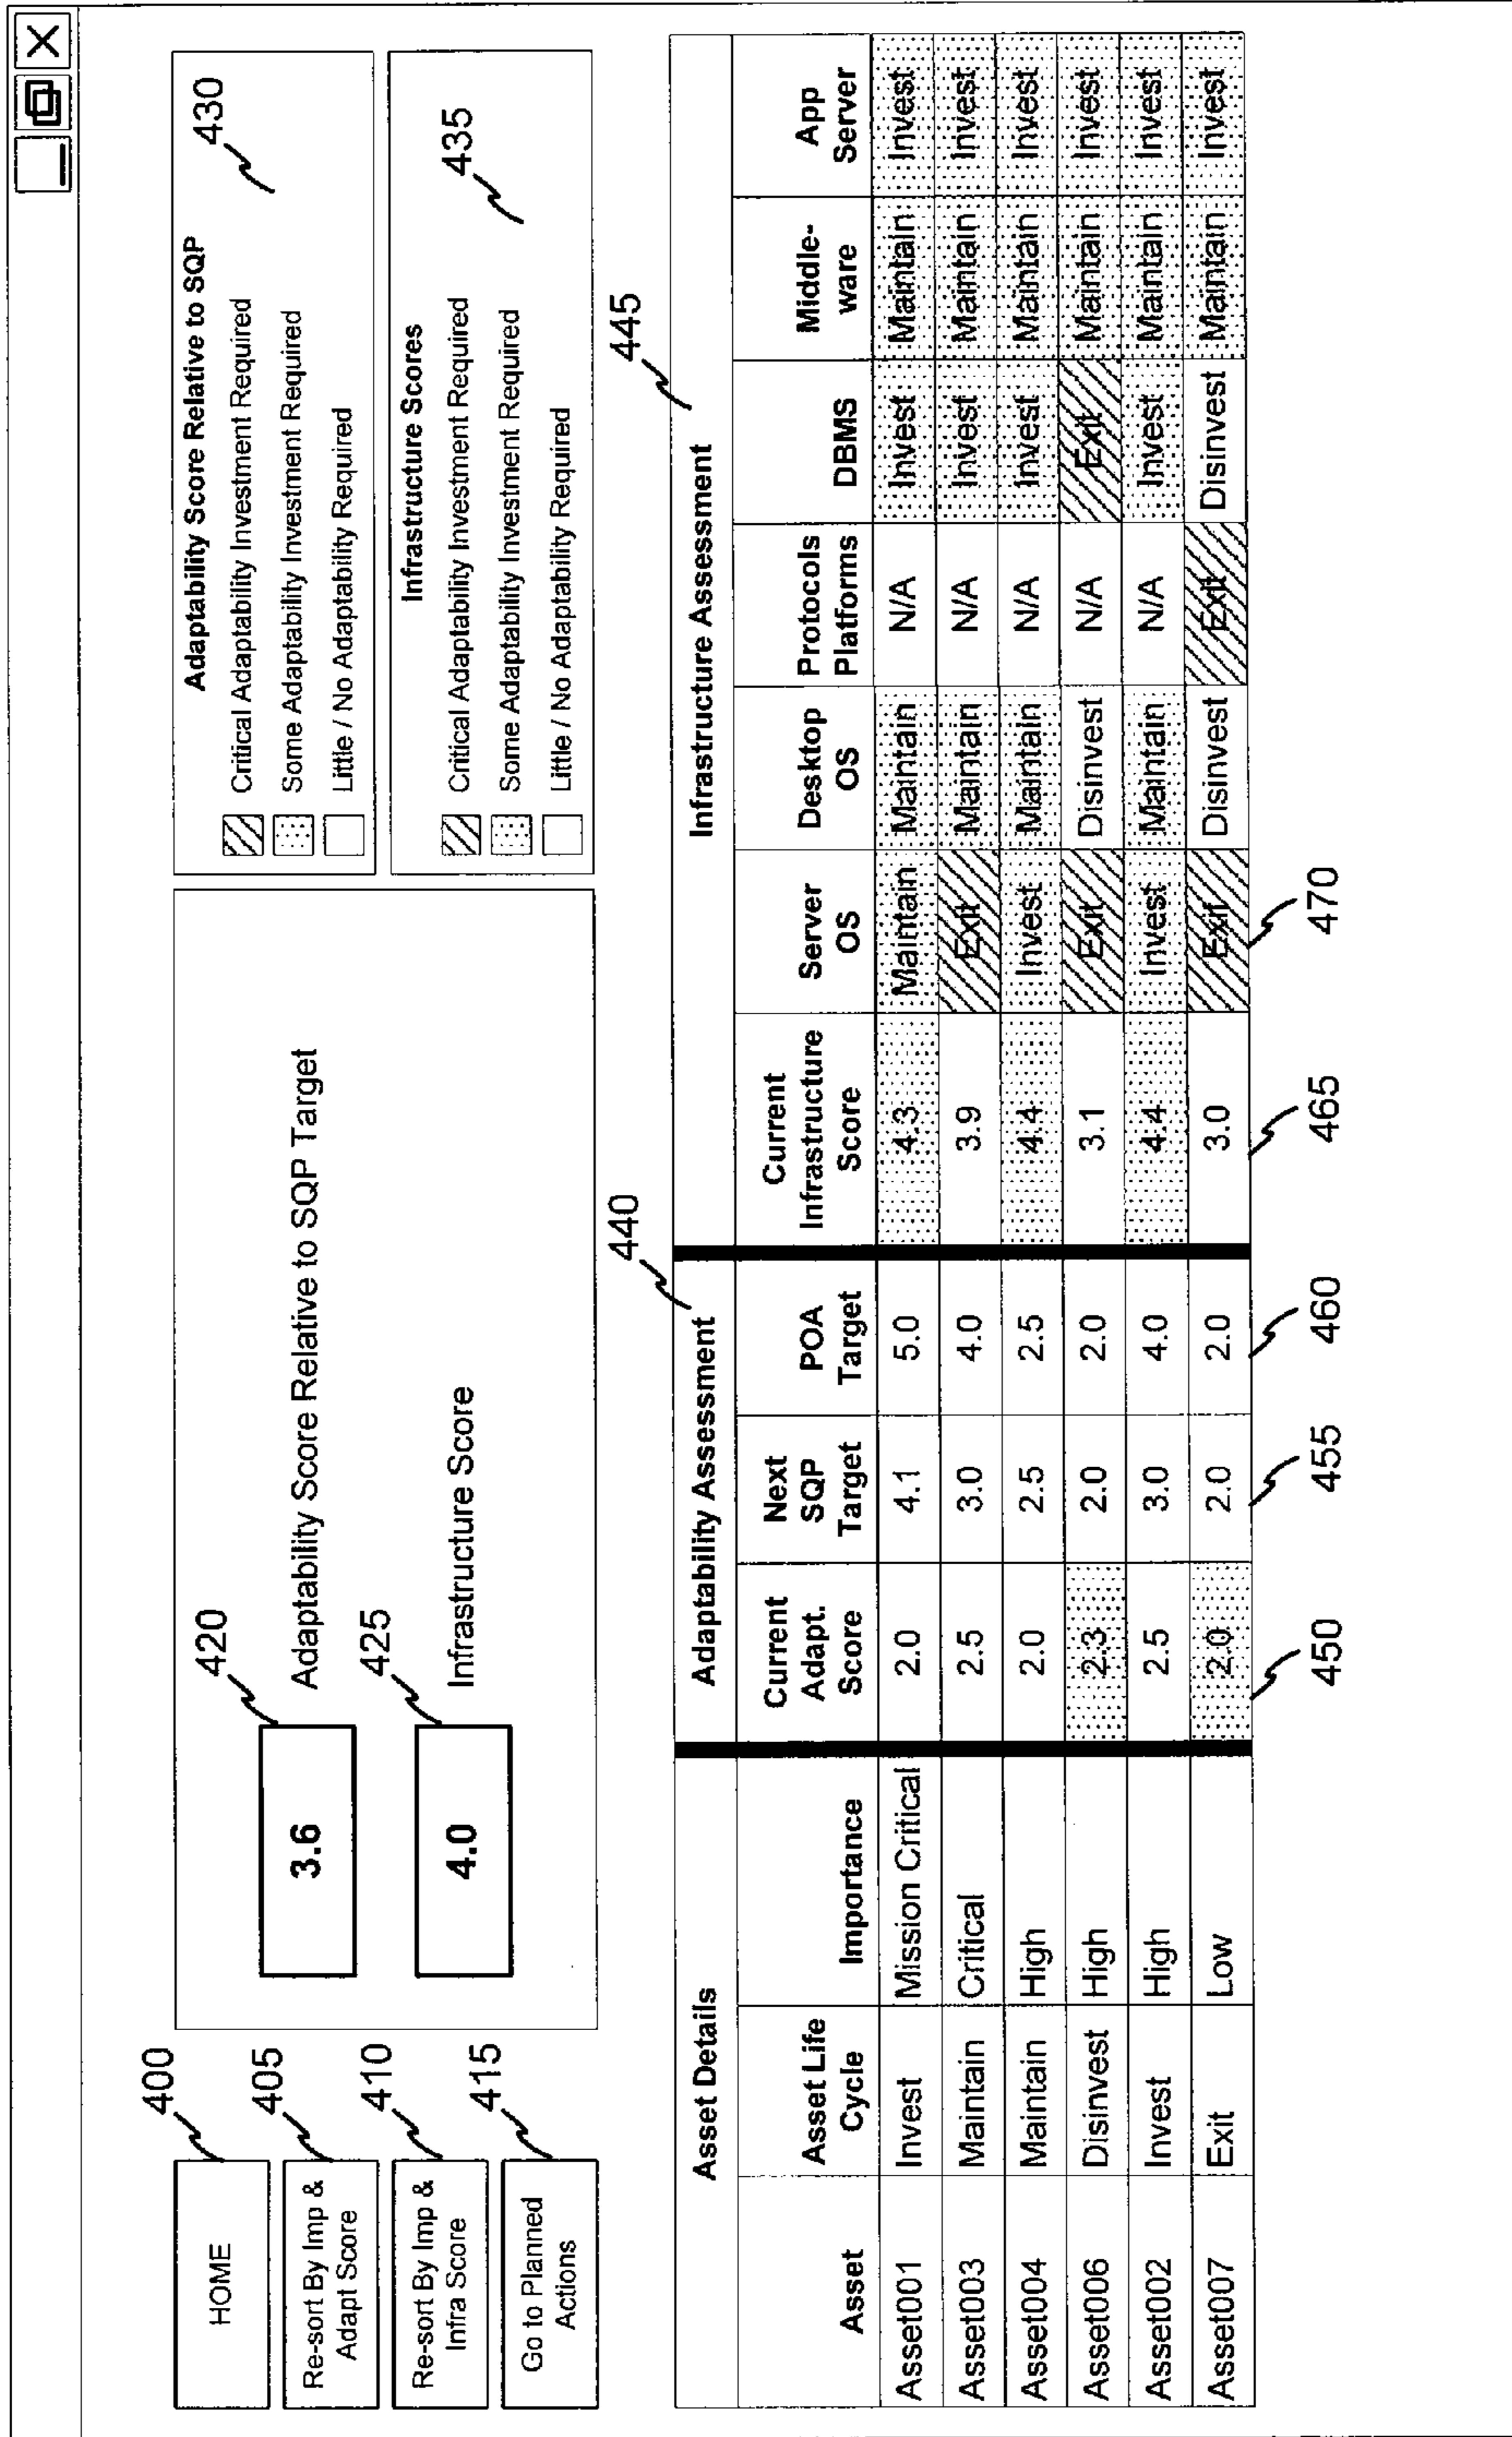 HOME
400
Re-sort By Imp &
Adapt Score
405
Re-sort By Imp &
Infra Score
410
Go to Planned
Actions
415
3.6
420
Adaptability Score Relative to SQP Target
4.0
425
Infrastructure Score
Adaptability Score Relative to SQP
430
Critical Adaptability Investment Required
Some Adaptability Investment Required
Little / No Adaptability Required
Infrastructure Scores
435
Critical Adaptability Investment Required
Some Adaptability Investment Required
Little / No Adaptability Required
440
445
Asset Details Adaptability Assessment Infrastructure Assessment
Asset
Asset Life
Cycle
Importance
Current
Adapt.
Score
Next
SQP
Target
POA
Target
Current
Infrastructure
Score
Server
OS
Desktop
OS
Protocols
Platforms
DBMS
Middle-
ware
App
Server
Asset001 Invest Mission Critical 2.0 4.1 5.0 4.3 Maintain Maintain N/A Invest Maintain Invest
Asset003 Maintain Critical 2.5 3.0 4.0 3.9 Exit Maintain N/A Invest Maintain Invest
Asset004 Maintain High 2.0 2.5 2.5 4.4 Invest Maintain N/A Invest Maintain Invest
Asset006 Disinvest High 2.3 2.0 2.0 3.1 Exit Disinvest N/A Exit Maintain Invest
Asset002 Invest High 2.5 3.0 4.0 4.4 Invest Maintain N/A Invest Maintain Invest
Asset007 Exit Low 2.0 2.0 2.0 3.0 Exit Disinvest Exit Disinvest Maintain Invest
450 455 460 465 470